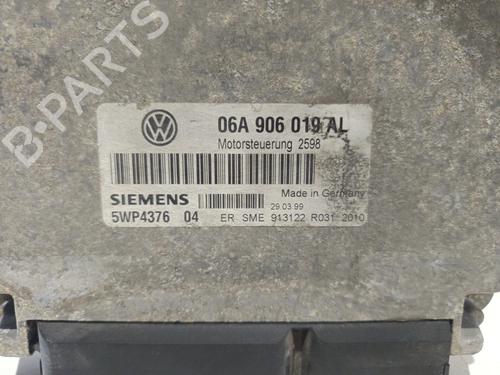 B-PARTS
06A 906 019 AL
Motorsteuerung 2598
Made in Germany
SIEMENS
29.03.99
5WP4376 04 ER SME 913122 R031 2010